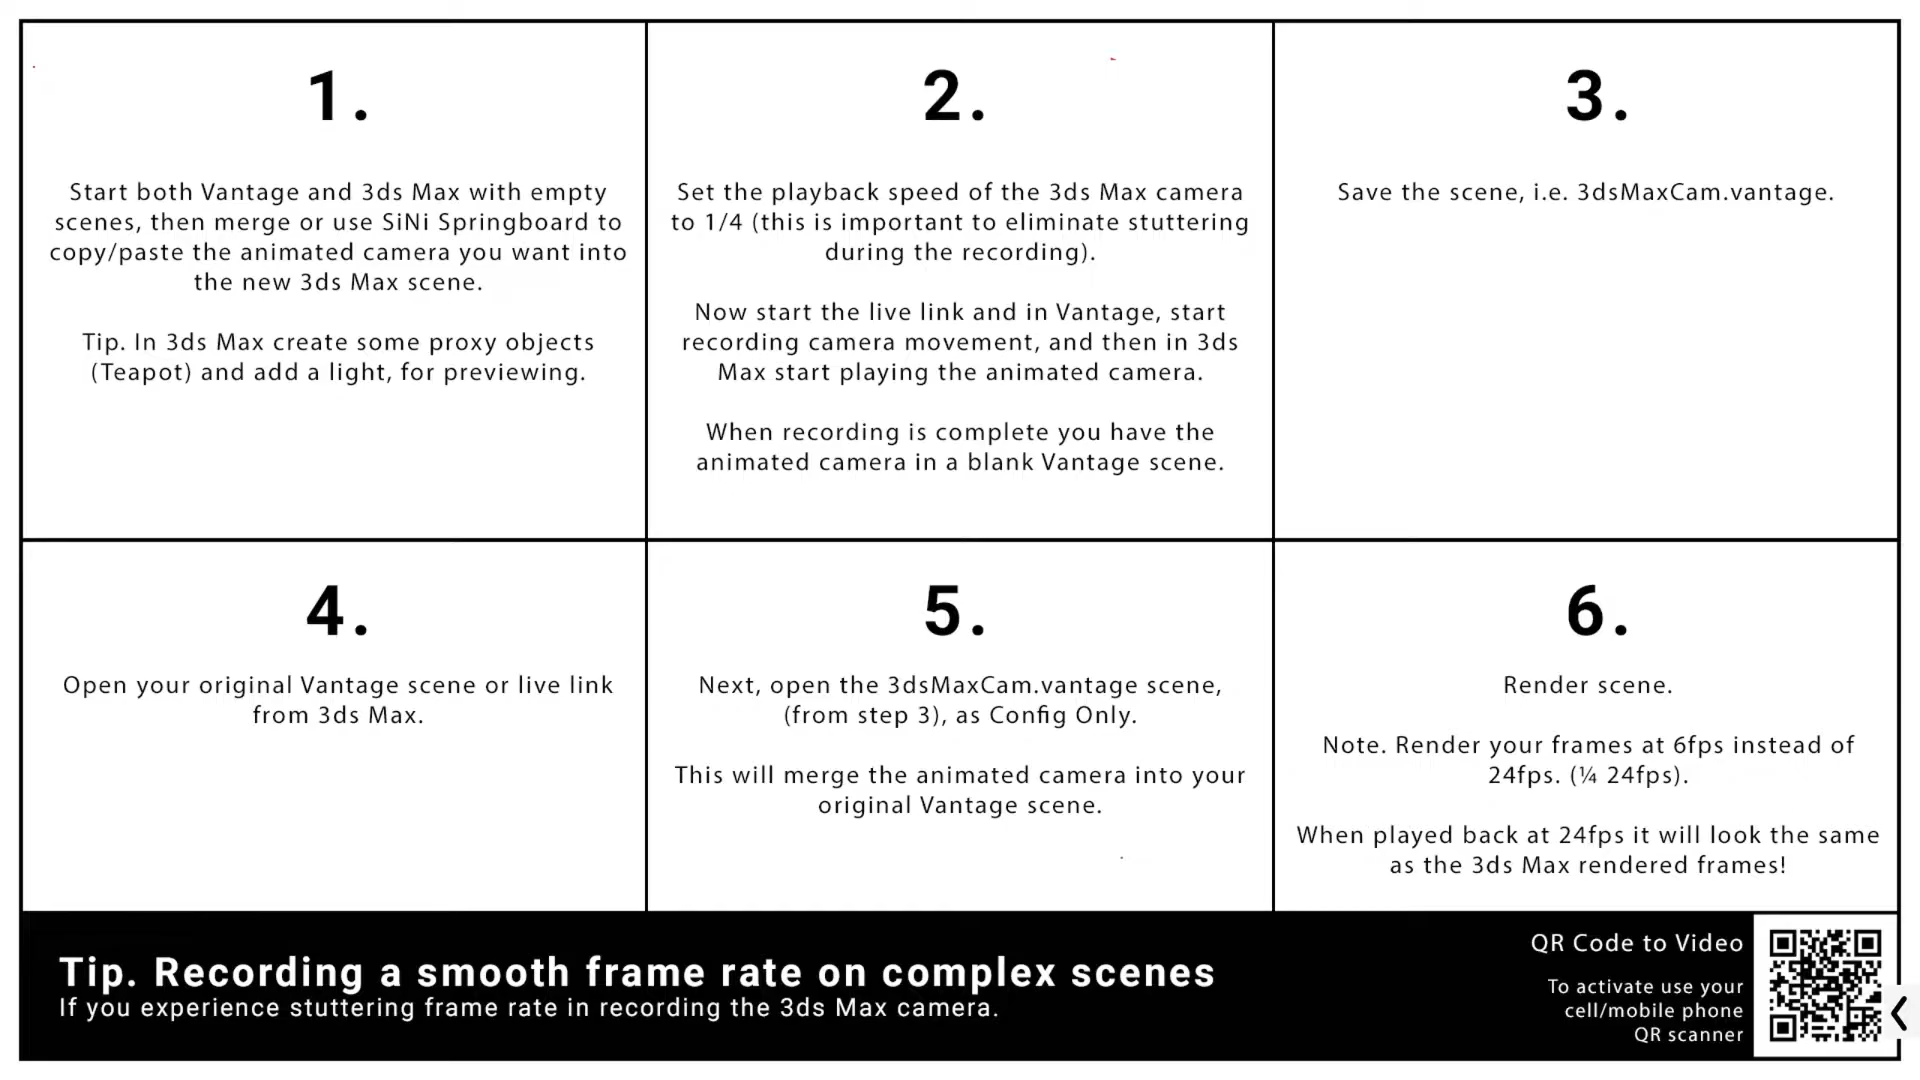 1.
Start both Vantage and 3ds Max with empty
scenes, then merge or use SiNi Springboard to
copy/paste the animated camera you want into
the new 3ds Max scene.
Tip. In 3ds Max create some proxy objects
(Teapot) and add a light, for previewing.
2.
Set the playback speed of the 3ds Max camera
to 1/4 (this is important to eliminate stuttering
during the recording).
Now start the live link and in Vantage, start
recording camera movement, and then in 3ds
Max start playing the animated camera.
When recording is complete you have the
animated camera in a blank Vantage scene.
3.
Save the scene, i.e. 3dsMaxCam.vantage.
4.
Open your original Vantage scene or live link
from 3ds Max.
5.
Next, open the 3dsMaxCam.vantage scene,
(from step 3), as Config Only.
This will merge the animated camera into your
original Vantage scene.
6.
Render scene.
Note. Render your frames at 6fps instead of
24fps. (¼ 24fps).
When played back at 24fps it will look the same
as the 3ds Max rendered frames!
Tip. Recording a smooth frame rate on complex scenes
If you experience stuttering frame rate in recording the 3ds Max camera.
QR Code to Video
To activate use your
cell/mobile phone
QR scanner